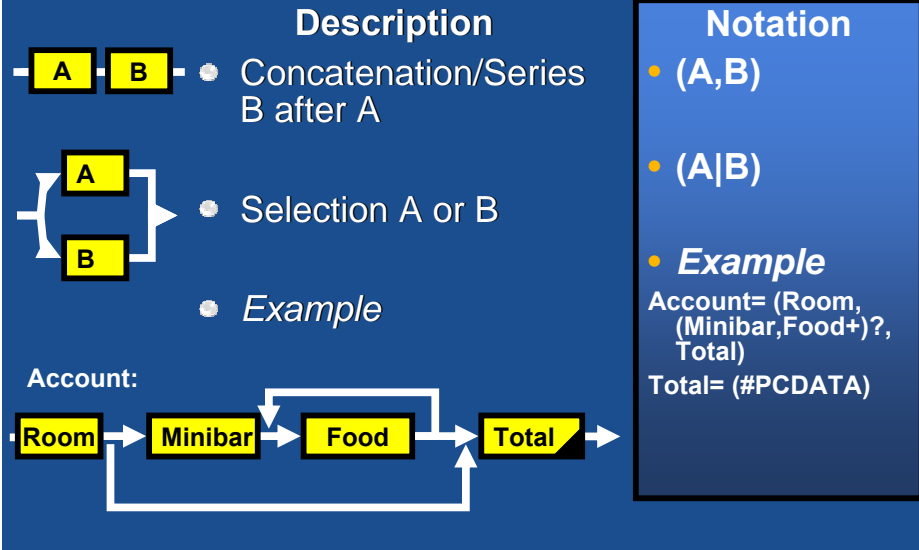 Description
A B
Concatenation/Series
B after A
A
B
Selection A or B
Example
Account:
Room Minibar Food Total
Notation
(A,B)
(A|B)
Example
Account= (Room,
(Minibar,Food+)?,
Total)
Total= (#PCDATA)